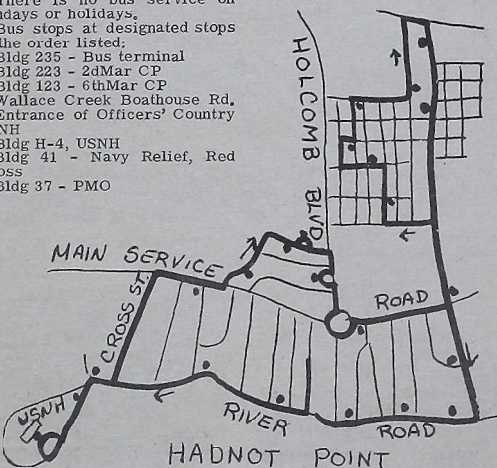 There is no bus service on
ndays or holidays.
Bus stops at designated stops
the order listed:
Bldg 235 - Bus terminal
Bldg 223 - 2dMar CP
Bldg 123 - 6thMar CP
Wallace Creek Boathouse Rd.
Entrance of Officers' Country
NH
Bldg H-4, USNH
Bldg 41 - Navy Relief, Red
oss
Bldg 37 - PMO
HOLCOMB BLVD
MAIN SERVICE
ROAD
CROSS ST.
USNH
RIVER
ROAD
HADNOT POINT